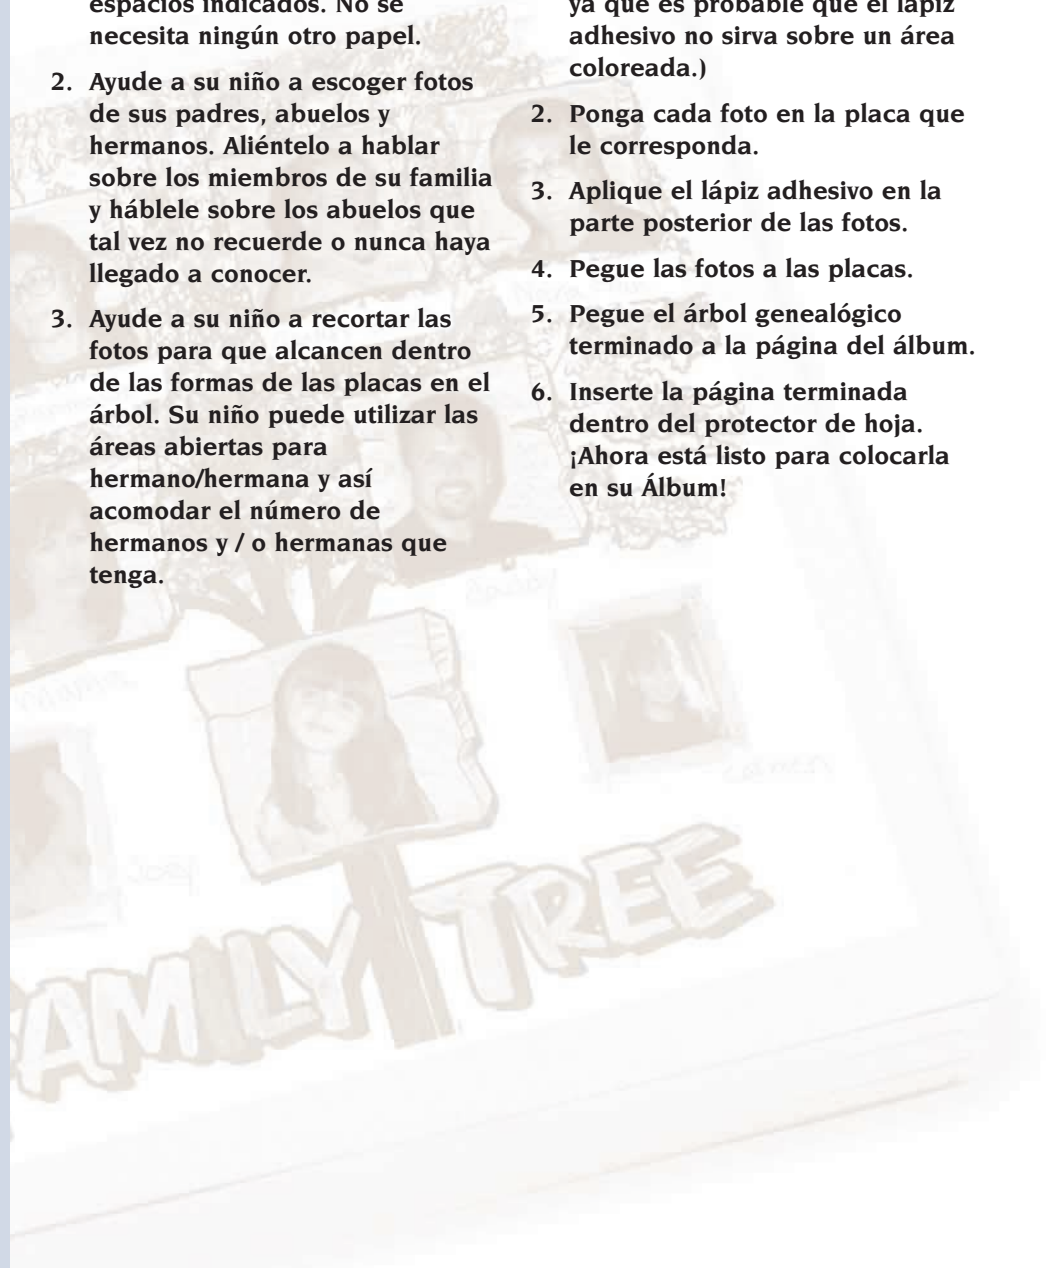 espacios indicados. No se
necesita ningún otro papel.
2. Ayude a su niño a escoger fotos
de sus padres, abuelos y
hermanos. Aliéntelo a hablar
sobre los miembros de su familia
y háblele sobre los abuelos que
tal vez no recuerde o nunca haya
llegado a conocer.
3. Ayude a su niño a recortar las
fotos para que alcancen dentro
de las formas de las placas en el
árbol. Su niño puede utilizar las
áreas abiertas para
hermano/hermana y así
acomodar el número de
hermanos y / o hermanas que
tenga.
ya que es probable que el lápiz
adhesivo no sirva sobre un área
coloreada.)
2. Ponga cada foto en la placa que
le corresponda.
3. Aplique el lápiz adhesivo en la
parte posterior de las fotos.
4. Pegue las fotos a las placas.
5. Pegue el árbol genealógico
terminado a la página del álbum.
6. Inserte la página terminada
dentro del protector de hoja.
¡Ahora está listo para colocarla
en su Álbum!
FAMILY TREE